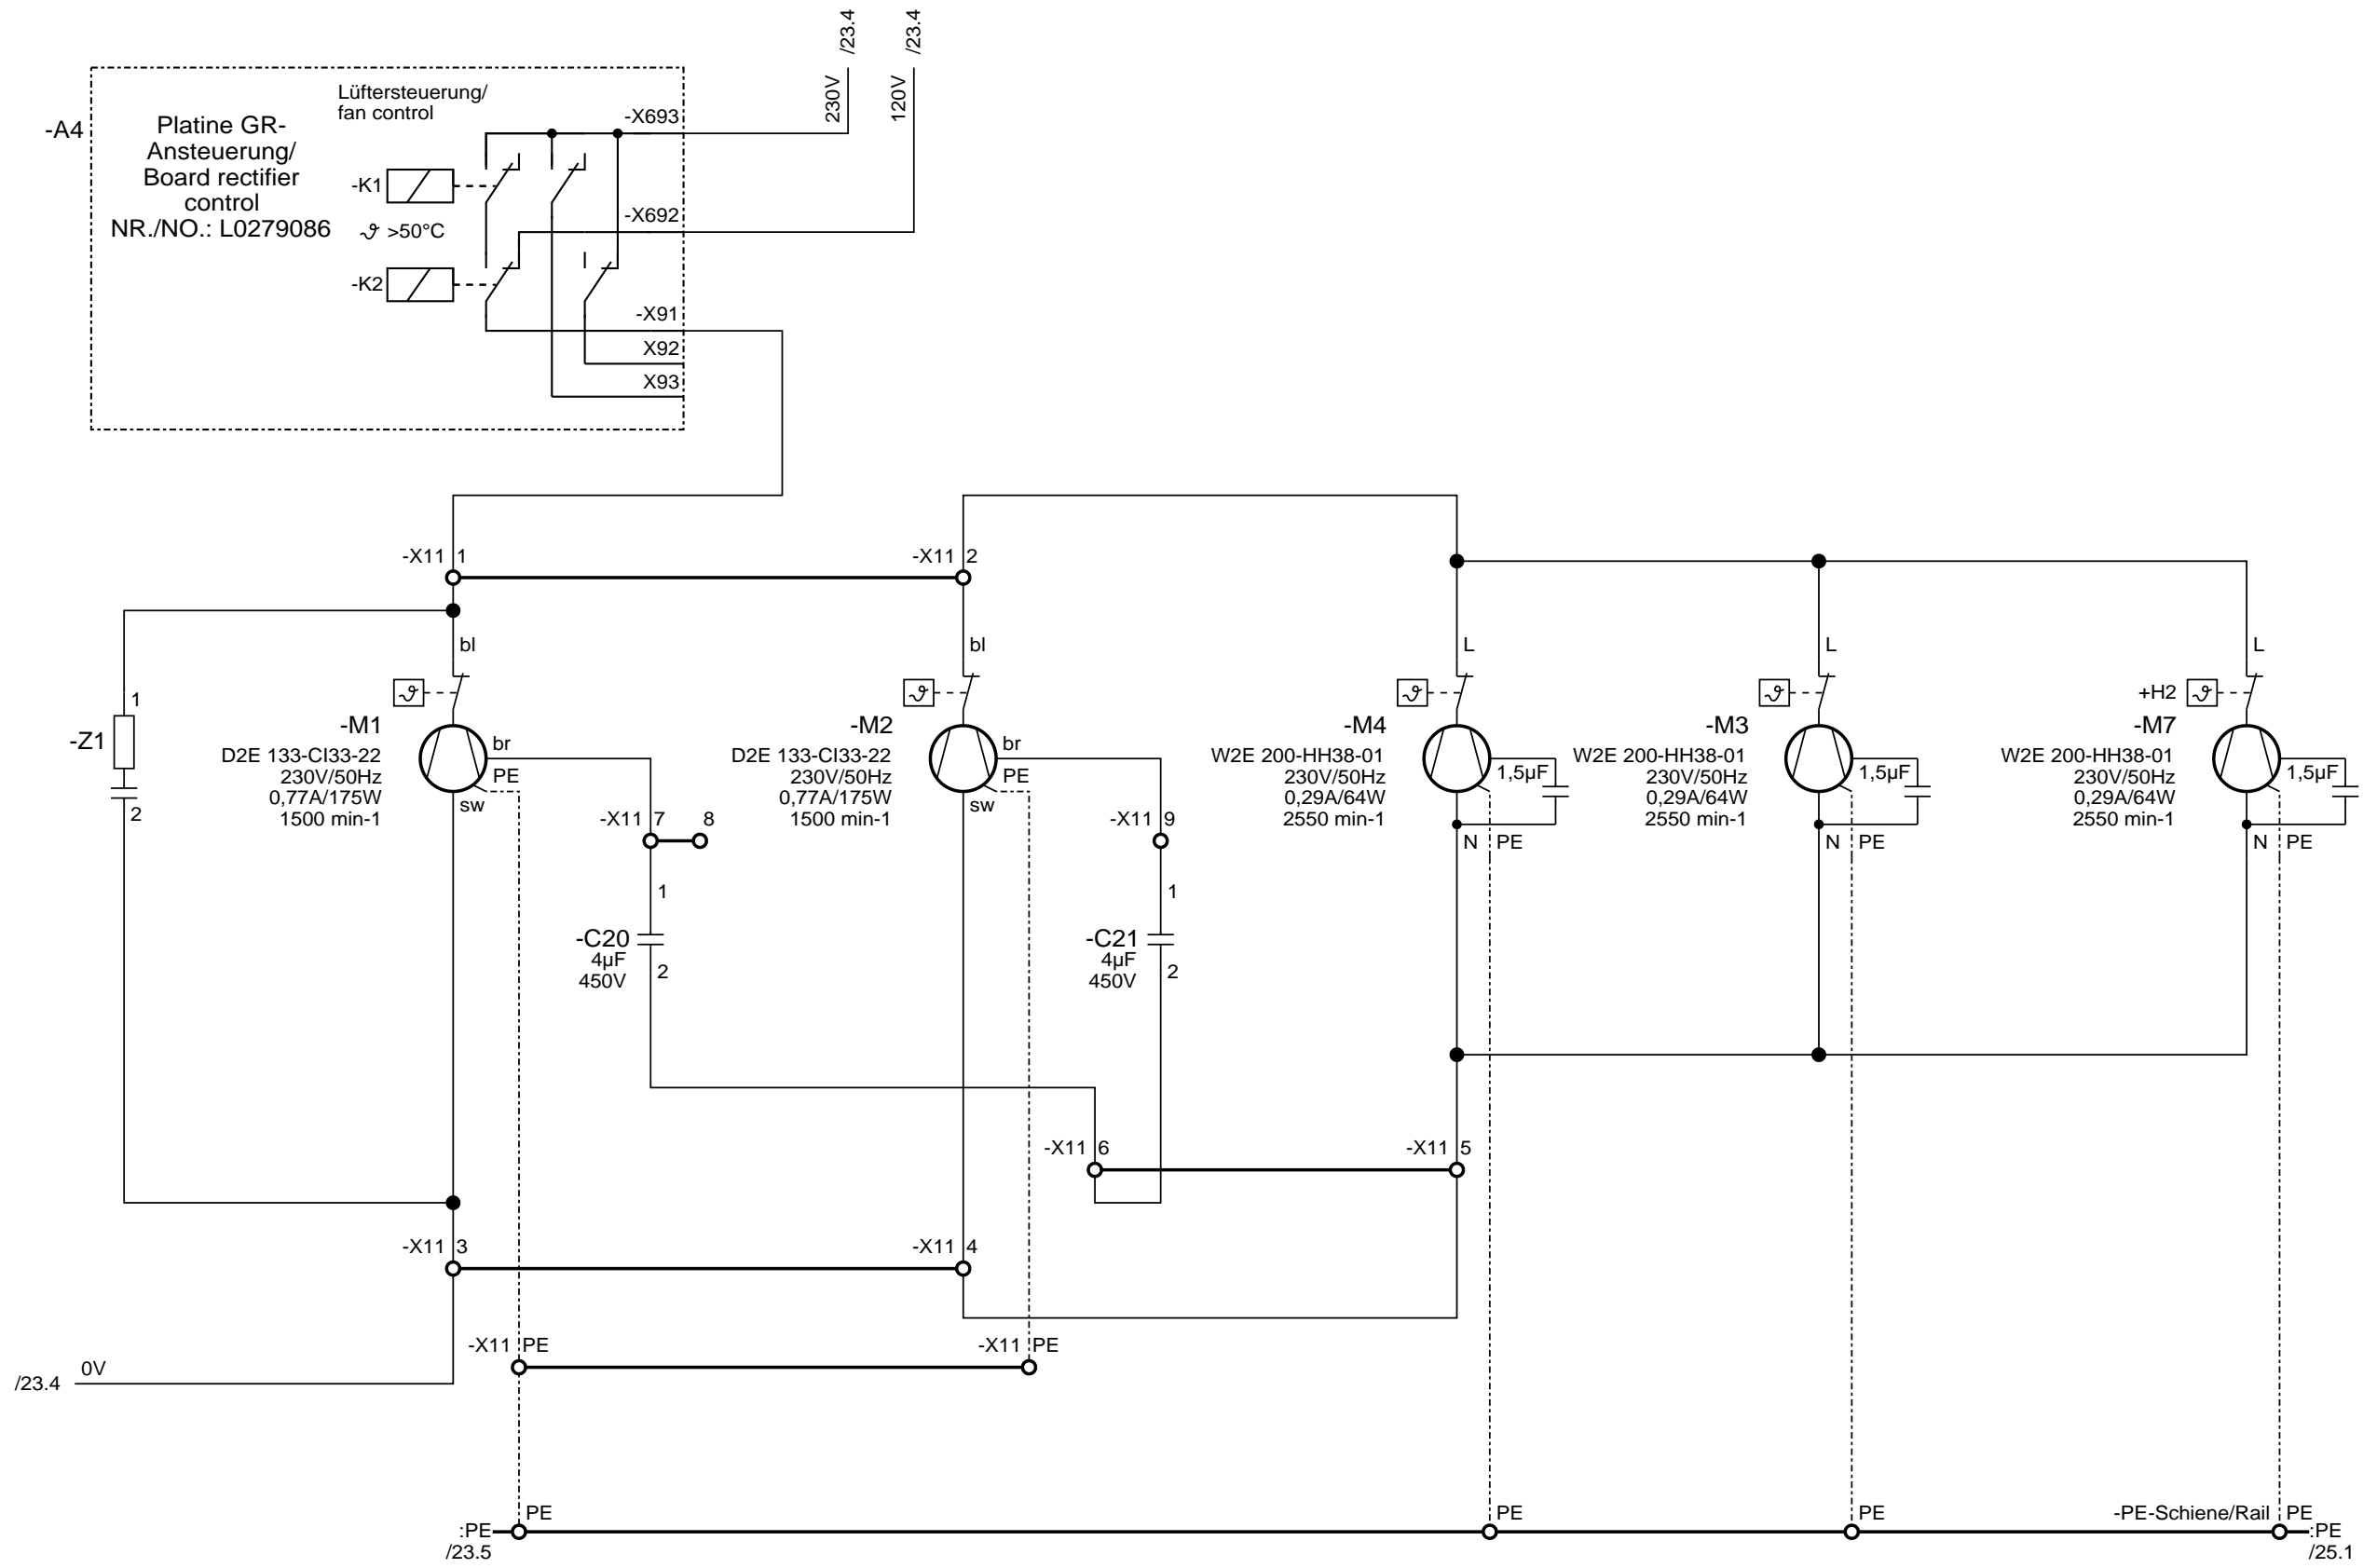 /23.4
/23.4
230V
120V
-A4
Platine GR-
Ansteuerung/
Board rectifier
control
NR./NO.: L0279086
Lüftersteuerung/
fan control
-K1
ϑ >50°C
-K2
-X693
-X692
-X91
X92
X93
-X11 1
-X11 2
bl
bl
L
L
L
1
-Z1
2
ϑ
-M1
D2E 133-CI33-22
230V/50Hz
0,77A/175W
1500 min-1
br
PE
sw
ϑ
-M2
D2E 133-CI33-22
230V/50Hz
0,77A/175W
1500 min-1
br
PE
sw
ϑ
-M4
W2E 200-HH38-01
230V/50Hz
0,29A/64W
2550 min-1
1,5µF
N PE
ϑ
-M3
W2E 200-HH38-01
230V/50Hz
0,29A/64W
2550 min-1
1,5µF
N PE
+H2 ϑ
-M7
W2E 200-HH38-01
230V/50Hz
0,29A/64W
2550 min-1
1,5µF
N PE
-X11 7 8
1
-C20
4µF
450V
2
-X11 9
1
-C21
4µF
450V
2
-X11 6
-X11 5
-X11 3
-X11 4
-X11 PE
-X11 PE
0V
/23.4
PE
PE
PE
-PE-Schiene/Rail PE
:PE
/23.5
:PE
/25.1